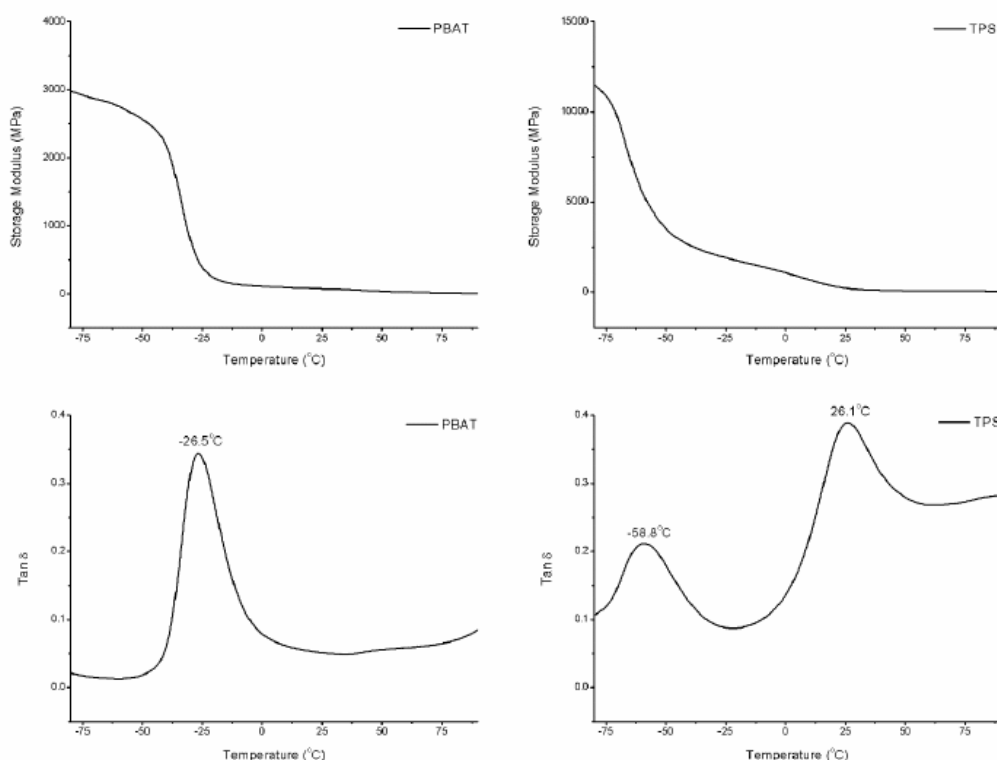 PBAT
4000
3000
2000
1000
0
Storage Modulus (MPa)
-75 -50 -25 0 25 50 75
Temperature (°C)
TPS
15000
10000
5000
0
Storage Modulus (MPa)
-75 -50 -25 0 25 50 75
Temperature (°C)
PBAT
-26.5°C
0.4
0.3
0.2
0.1
0.0
Tan δ
-75 -50 -25 0 25 50 75
Temperature (°C)
TPS
26.1°C
-58.8°C
0.4
0.3
0.2
0.1
0.0
Tan δ
-75 -50 -25 0 25 50 75
Temperature (°C)